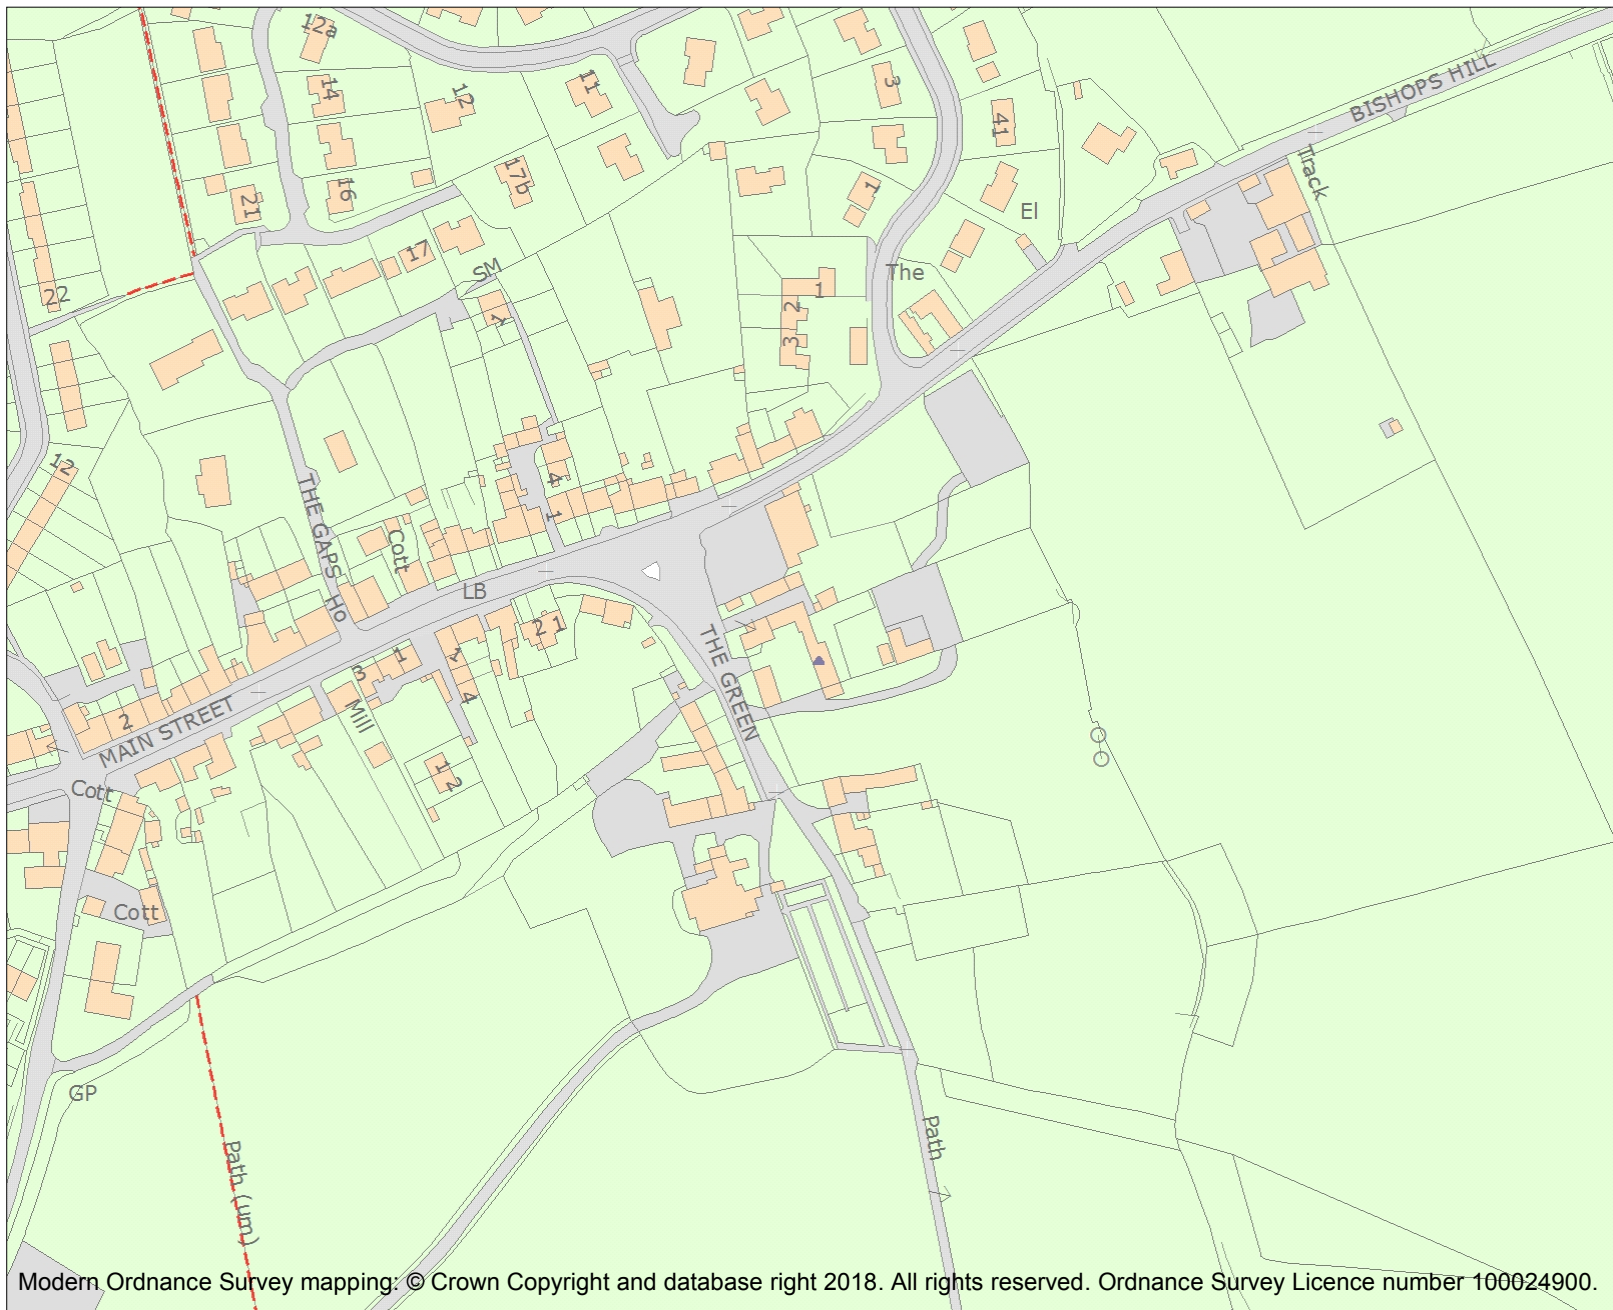 12a
14
12
11
3
41
BISHOPS HILL
Track
16
21
17b
1
El
17
SM
The
22
1
1
2
3
12
4
1
THE GAPS
Cott
Ho
LB
2 1
THE GREEN
1
1
3
4
Mill
2
MAIN STREET
1
2
Cott
Cott
GP
Path
Path (um)
Modern Ordnance Survey mapping: © Crown Copyright and database right 2018. All rights reserved. Ordnance Survey Licence number 100024900.